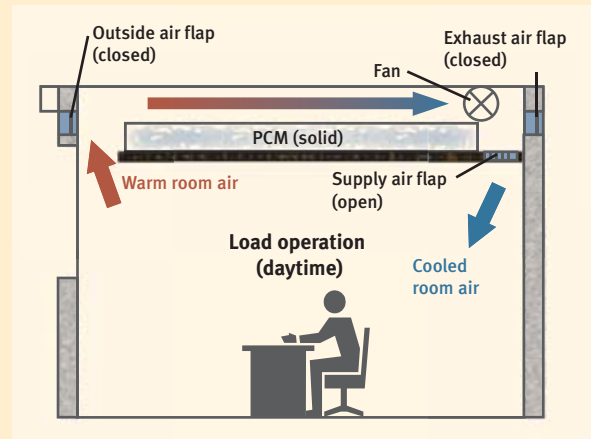 Outside air flap
(closed)
Exhaust air flap
(closed)
Fan
PCM (solid)
Warm room air
Supply air flap
(open)
Load operation
(daytime)
Cooled
room air